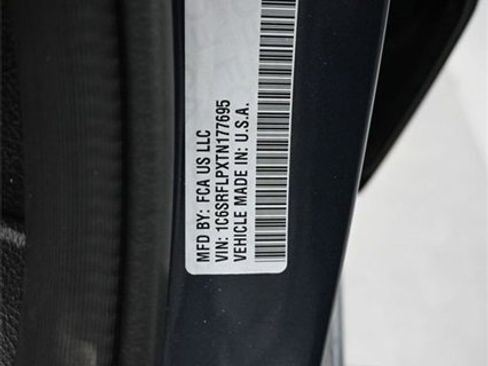 MFD BY: FCA US LLC
VIN: 1C6SRFLPXTN177695
VEHICLE MADE IN: U.S.A.